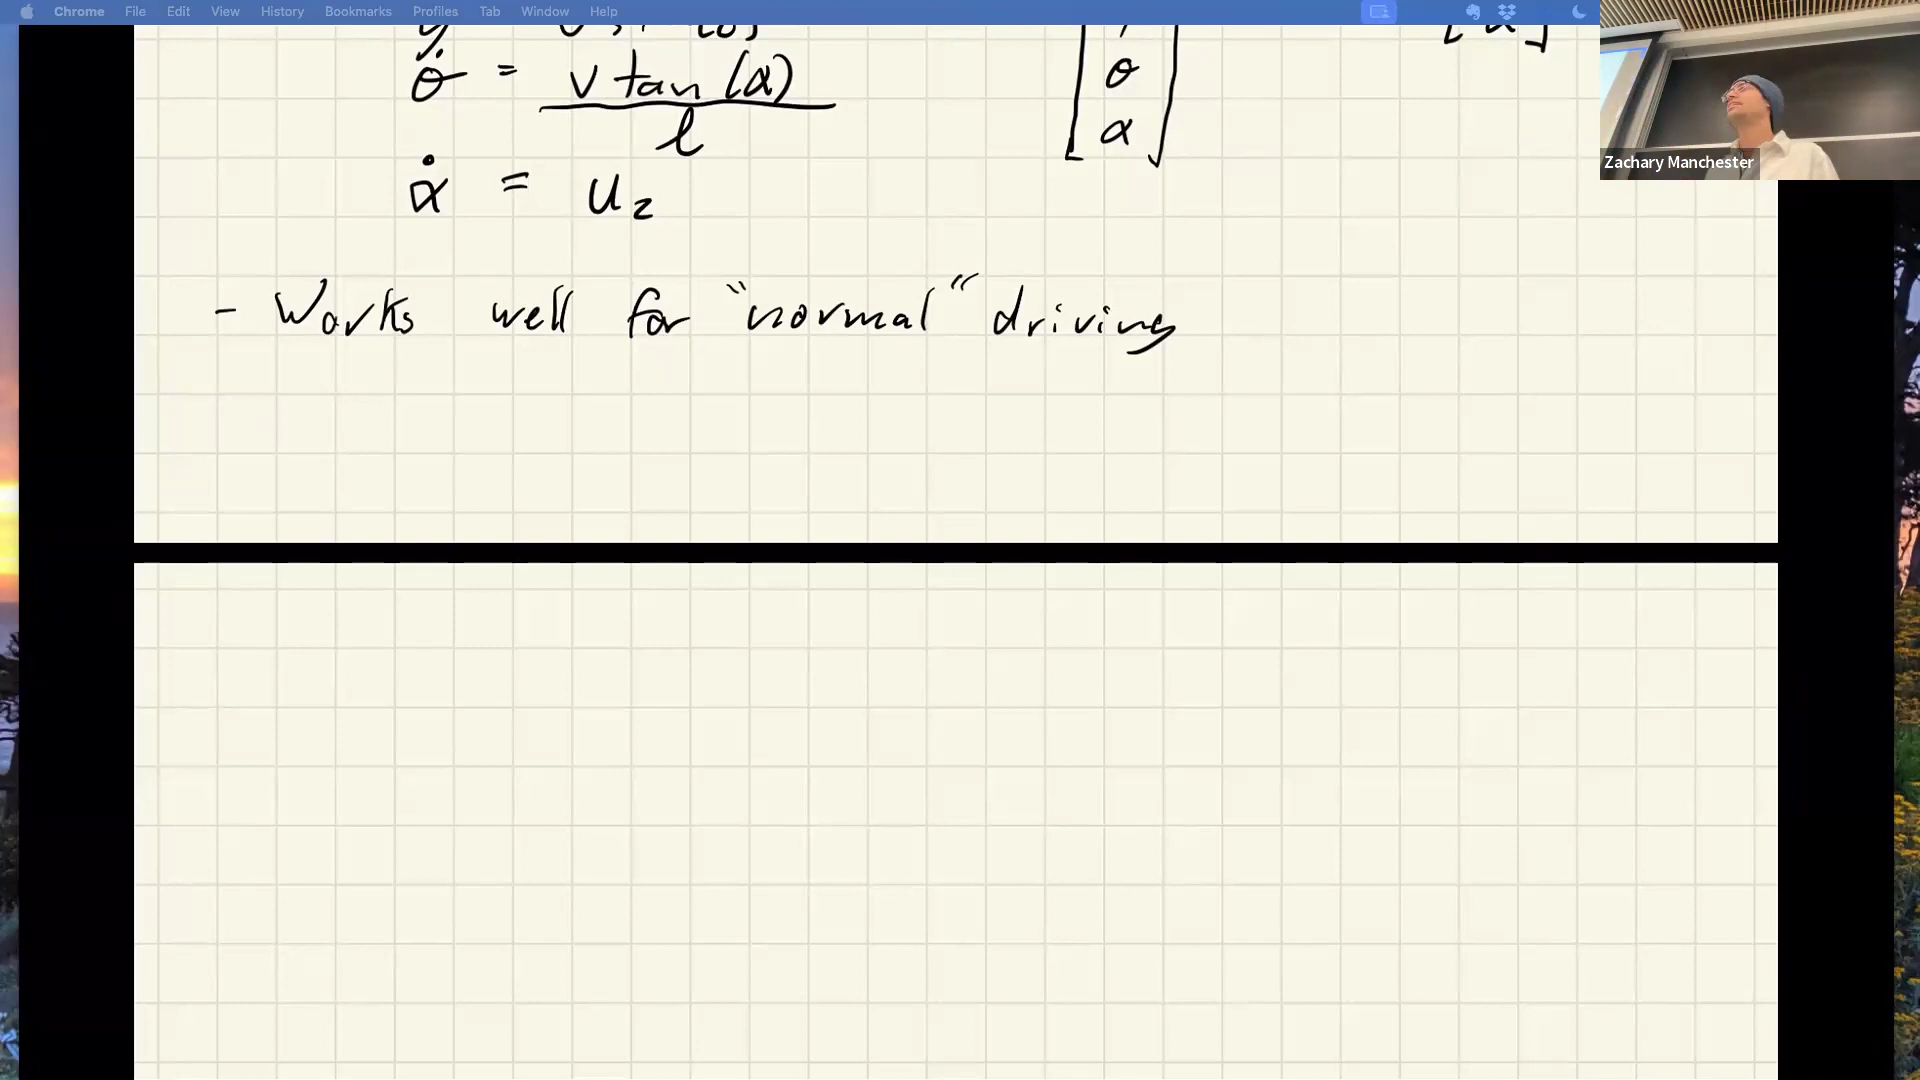 Chrome File Edit View History Bookmarks Profiles Tab Window Help
θ̇ = v tan(α) / l
θ
α
α̇ = u₂
Zachary Manchester
- Works well for "normal" driving